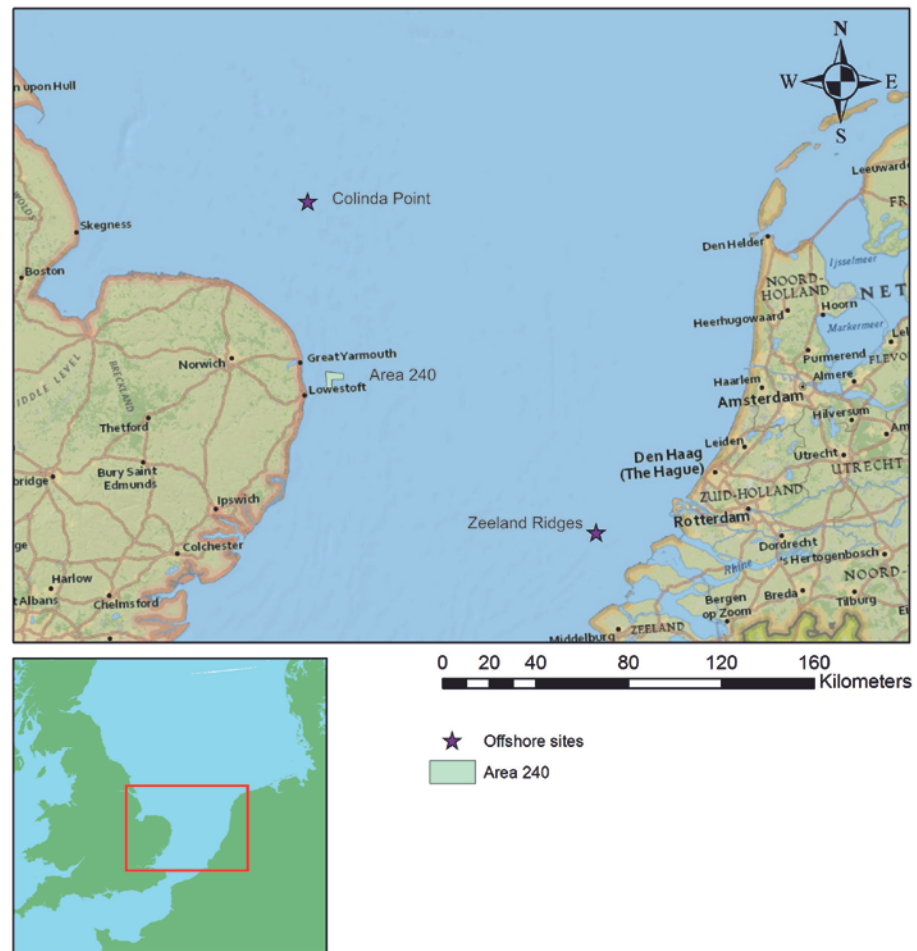 N
W E
S
n upon Hull
WOLDS
Skegness
Boston
Colinda Point
Leeuward
FR
Den Helder
Ijsselmeer
NOORD-
HOLLAND
NET
Hoorn
Heerhugowaard
Markermeer
Lel
Purmerend
FLEVO
Almere
Haarlem
Amsterdam
Hilversum
Am
Leiden
Den Haag
(The Hague)
Utrecht
UTRECHT
ZUID-HOLLAND
Rotterdam
Dordrecht
's Hertogenbosch
Rhine
NOORD-
Breda
Tilburg
Bergen
op Zoom
Ei
ZEELAND
Middelburg
Zeeland Ridges
Great Yarmouth
Norwich
Area 240
Lowestoft
IDDLE LEVEL
BRECKLAND
Thetford
Bury Saint
Edmunds
bridge
Ipswich
ge
Colchester
Harlow
t Albans
Chelmsford
0 20 40 80 120 160
Kilometers
Offshore sites
Area 240